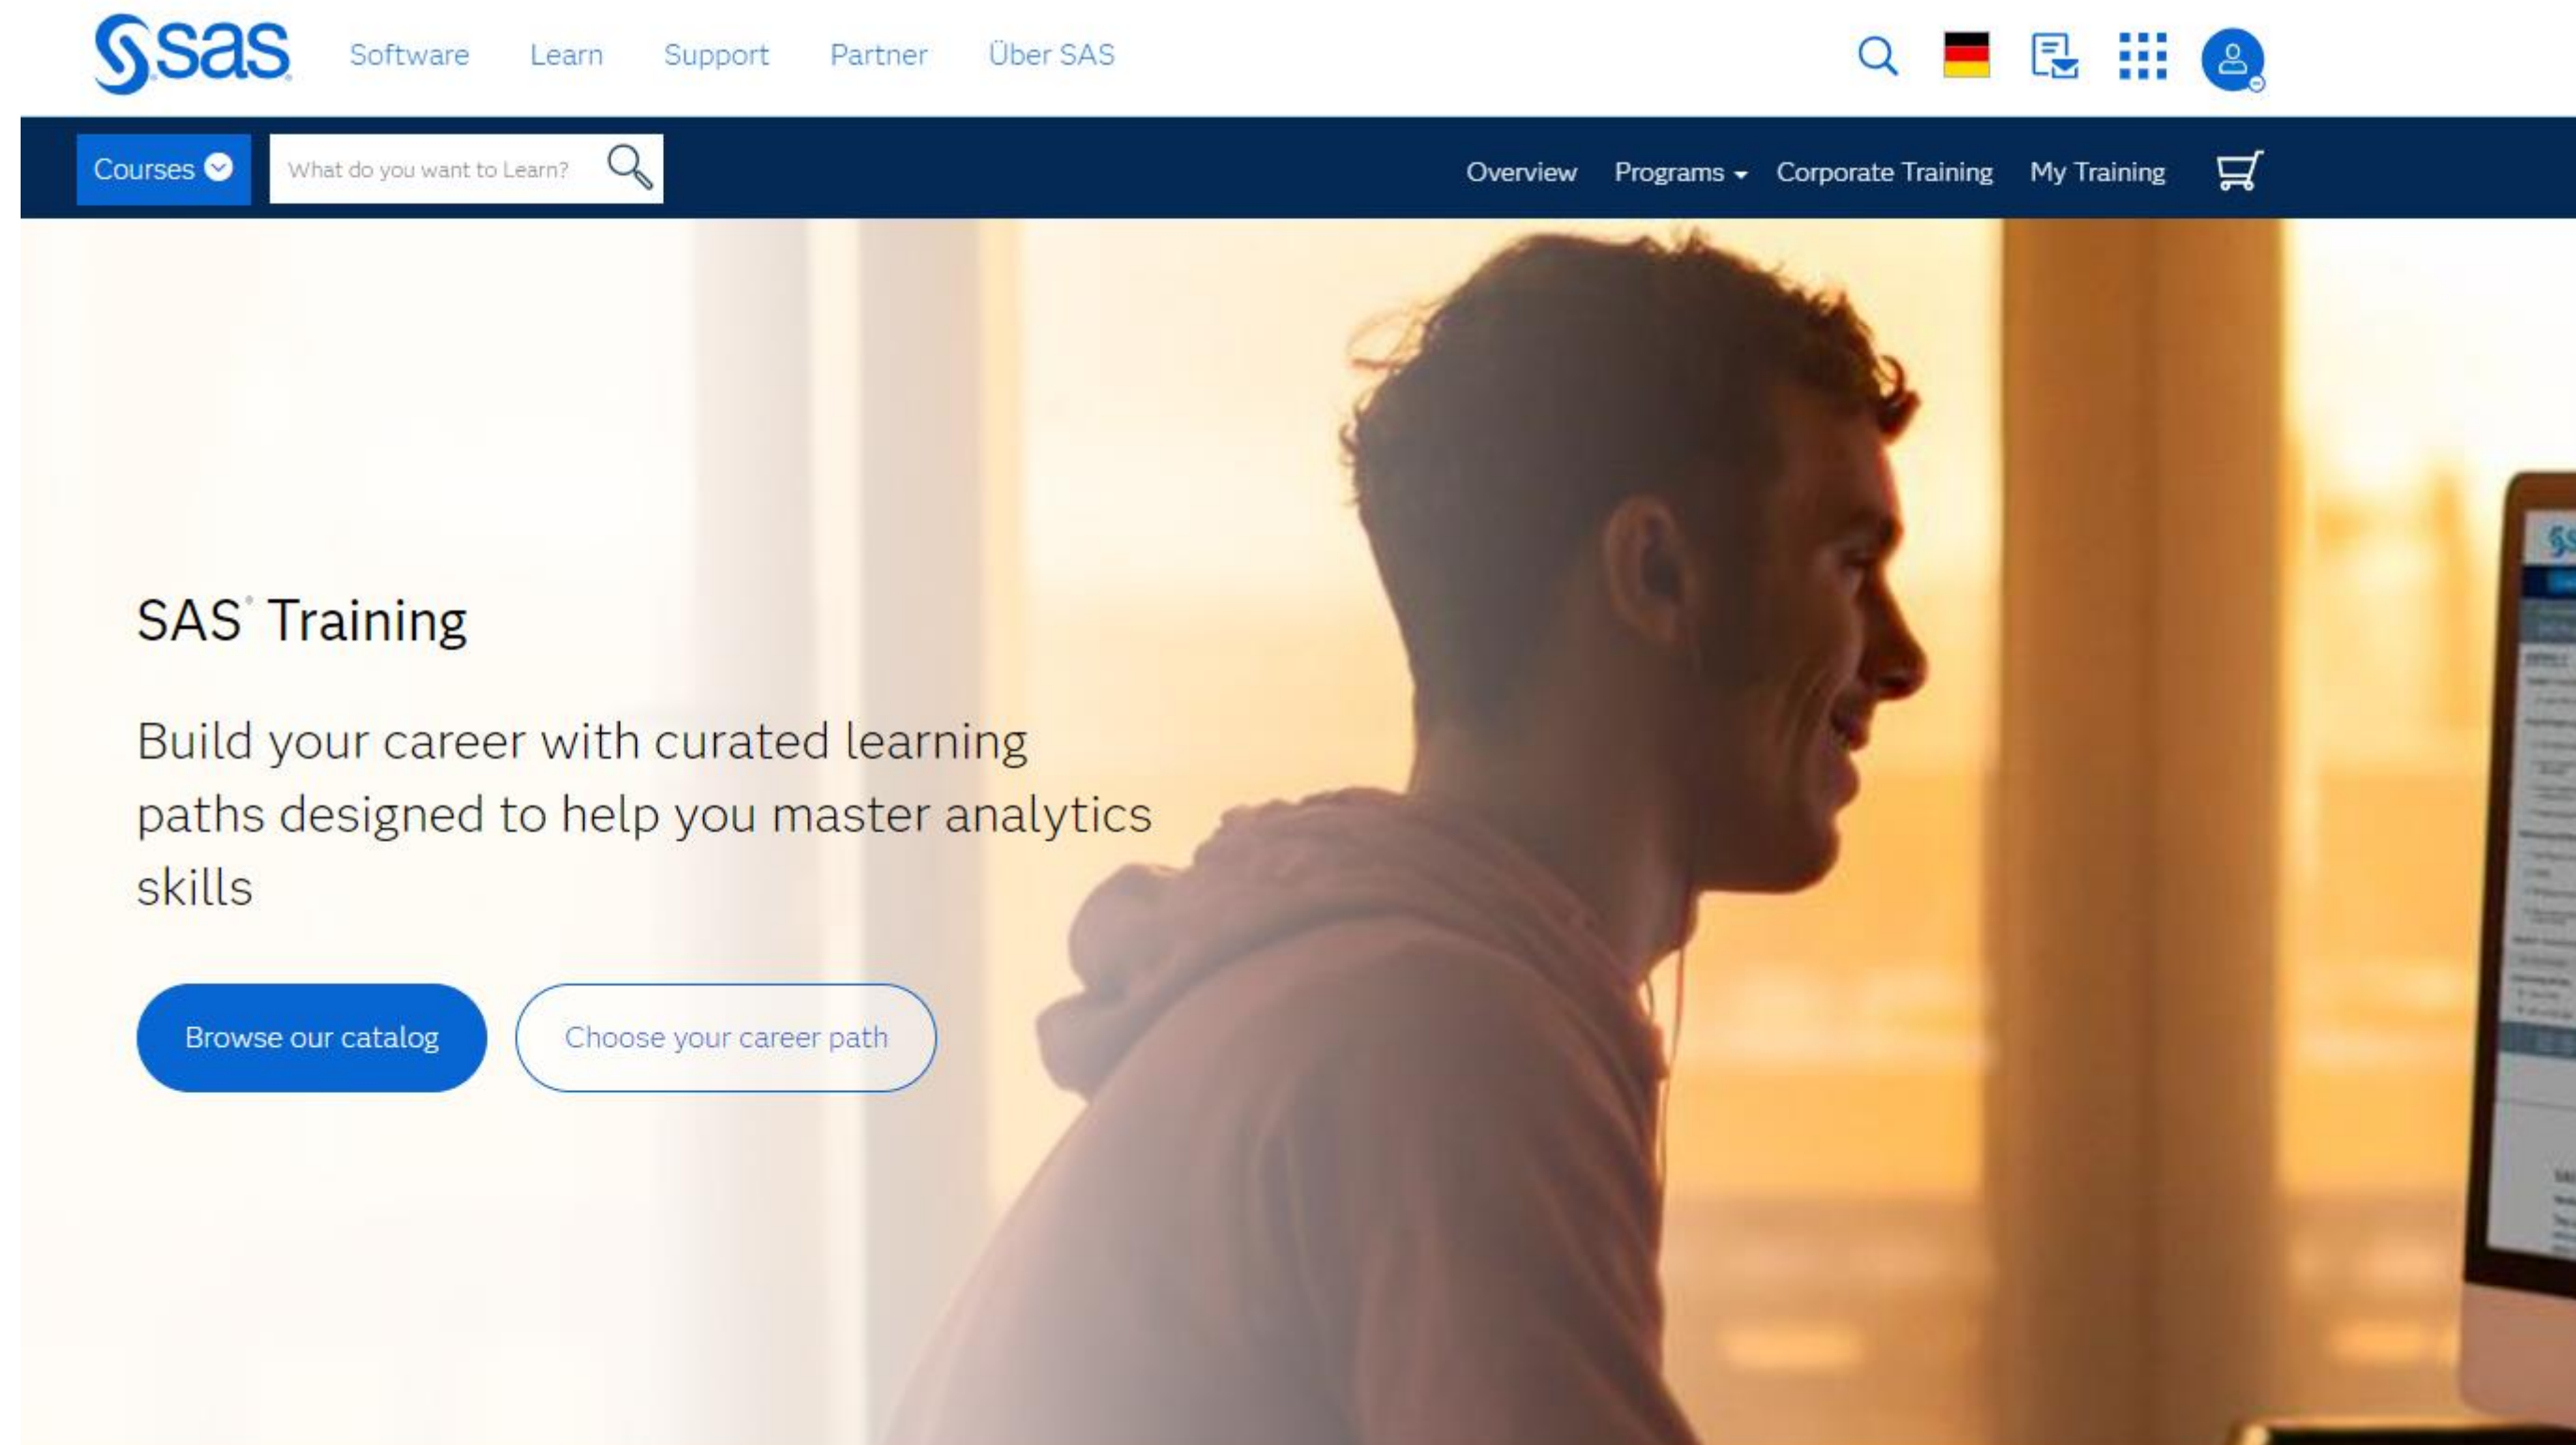 sas
Software Learn Support Partner Über SAS
Courses What do you want to Learn? Overview Programs Corporate Training My Training
SAS® Training
Build your career with curated learning
paths designed to help you master analytics
skills
Browse our catalog Choose your career path